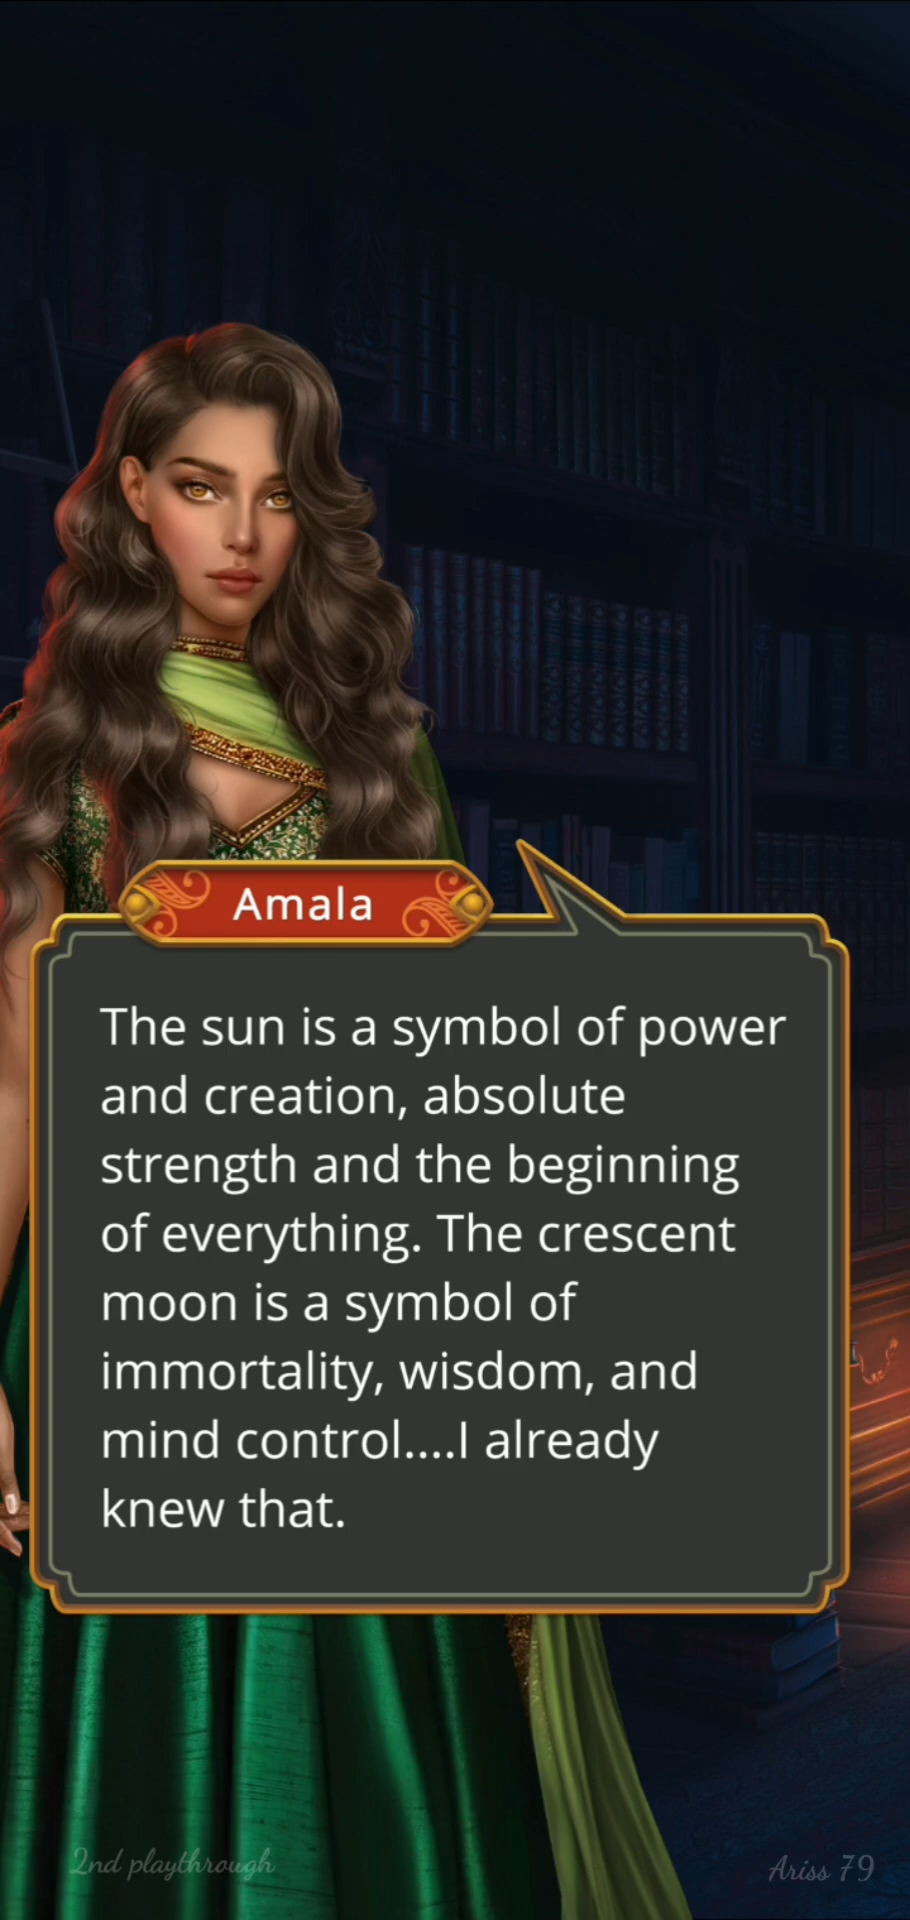 Amala
The sun is a symbol of power
and creation, absolute
strength and the beginning
of everything. The crescent
moon is a symbol of
immortality, wisdom, and
mind control....I already
knew that.
2nd playthrough
Ariss 79